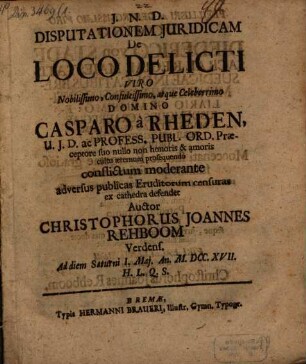 J. N. D.
DISPUTATIONEM JURIDICAM
De
LOCO DELICTI
VIRO
Nobilissimo, Consultissimo, atque Celeberrimo
DOMINO
CASPARO à RHEDEN,
U. J. D. ac PROFESS. PUBL. ORD. Præ-
ceptore suo nullo non honoris & amoris
cultu æternum prosequendo
conflictum moderante
adversus publicas Eruditorum censuras
ex cathedra defendet
Auctor
CHRISTOPHORUS JOANNES
REHBOOM
Verdens.
Ad diem Saturni I. Maj. An. M. DCC. XVII.
H. L. Q. S.
BREMÆ,
Typis HERMANNI BRAUERI, Illustr. Gymn. Typogr.